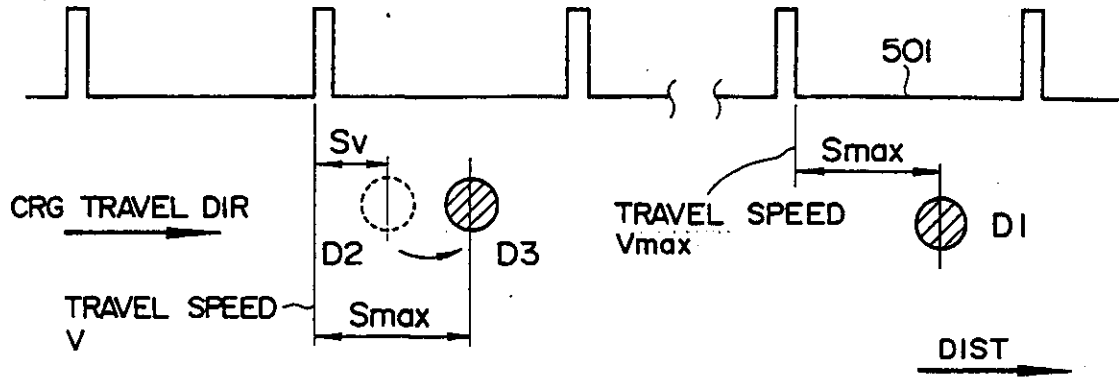 501
Sv
Smax
CRG TRAVEL DIR
D2
D3
TRAVEL SPEED
Vmax
D1
TRAVEL SPEED
V
Smax
DIST